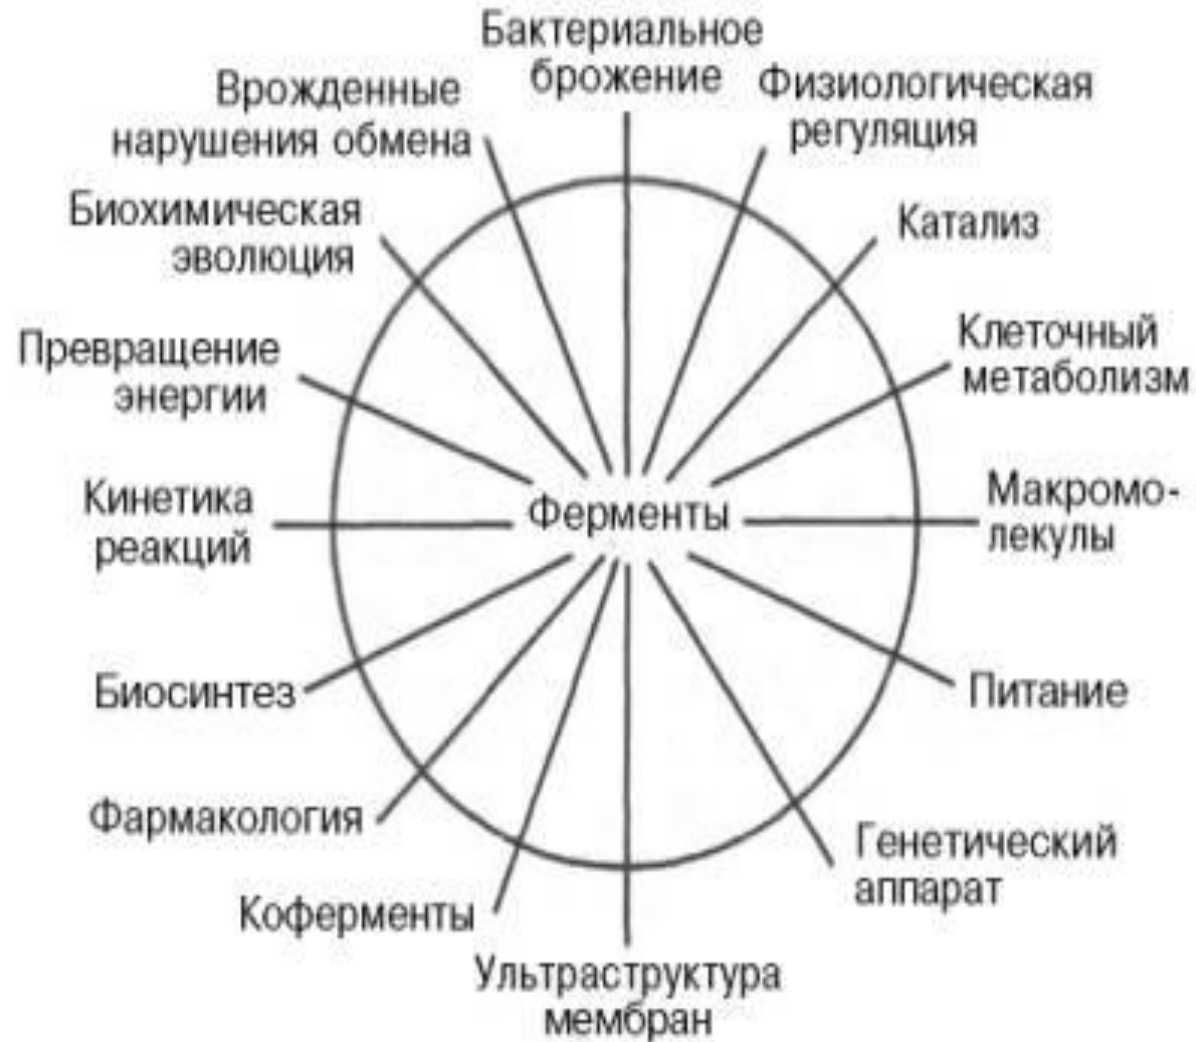 Бактериальное
брожение
Физиологическая
регуляция
Катализ
Клеточный
метаболизм
Макромо-
лекулы
Питание
Генетический
аппарат
Ультраструктура
мембран
Коферменты
Фармакология
Биосинтез
Кинетика
реакций
Превращение
энергии
Биохимическая
эволюция
Врожденные
нарушения обмена
Ферменты